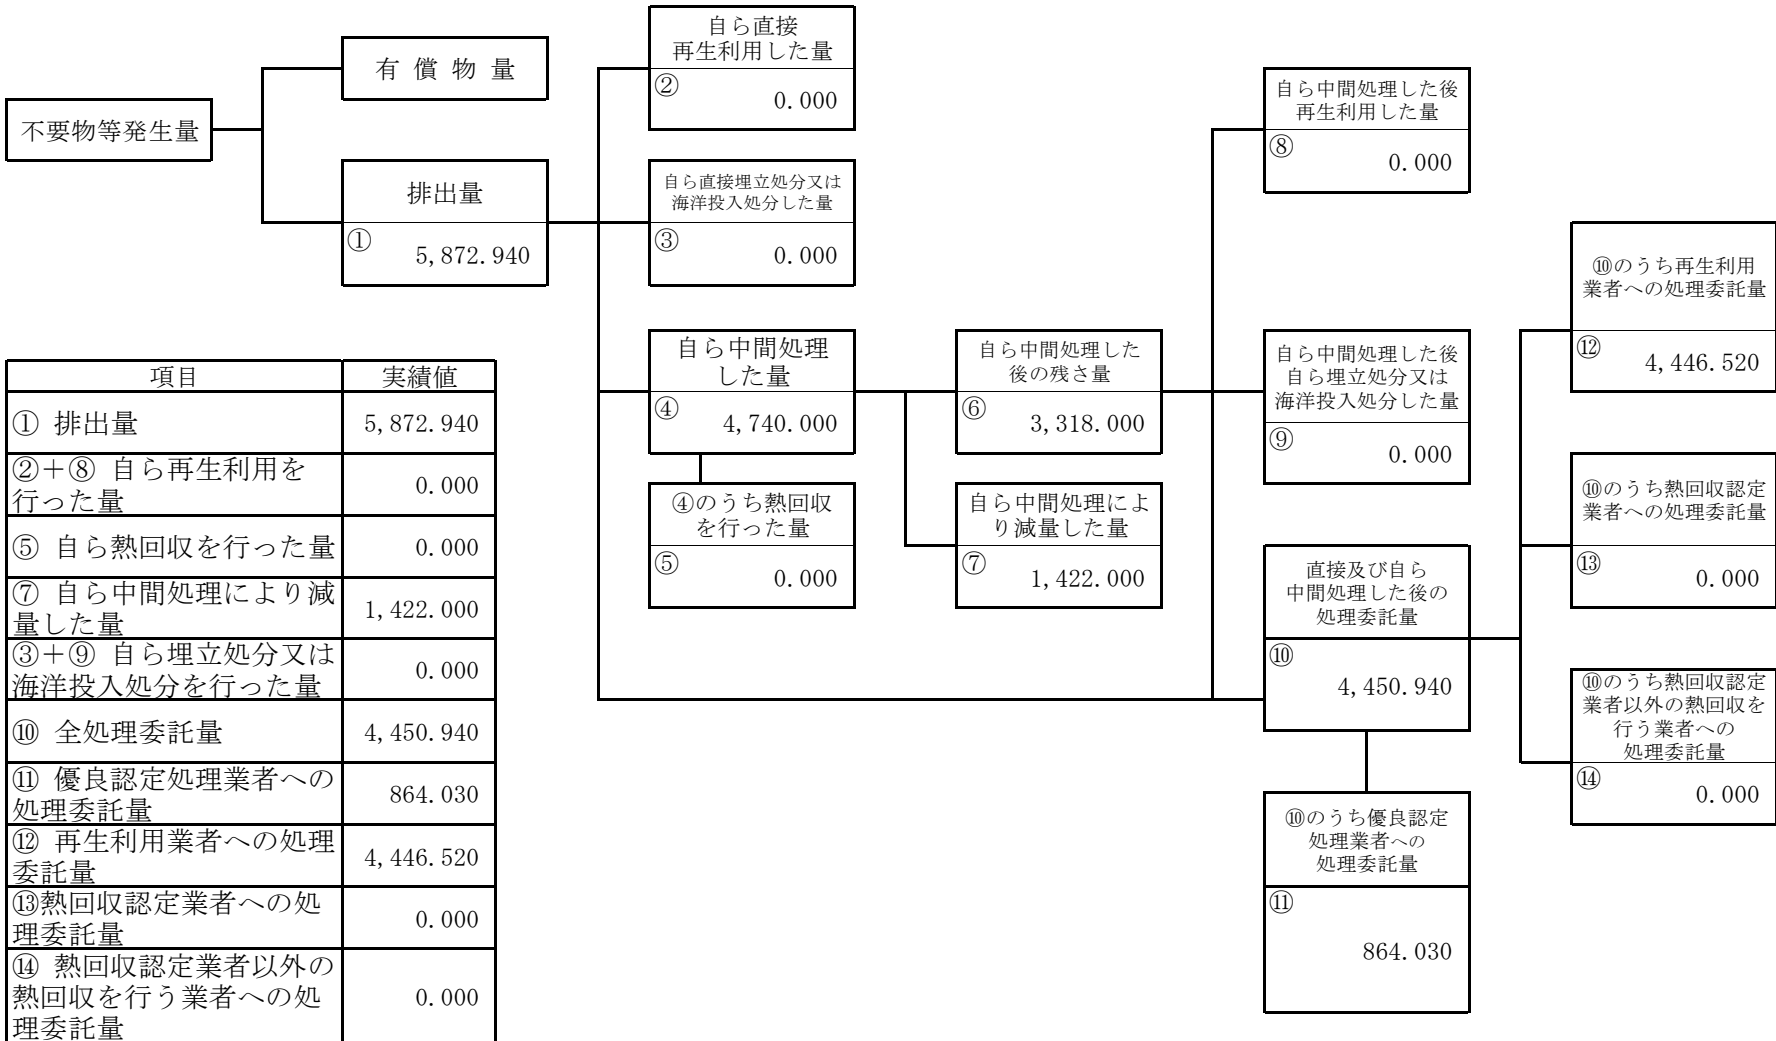 不要物等発生量
有 償 物 量
排出量
① 5,872.940
自ら直接
再生利用した量
② 0.000
自ら直接埋立処分又は
海洋投入処分した量
③ 0.000
自ら中間処理
した量
④ 4,740.000
④のうち熱回収
を行った量
⑤ 0.000
自ら中間処理した
後の残さ量
⑥ 3,318.000
自ら中間処理によ
り減量した量
⑦ 1,422.000
自ら中間処理した後
再生利用した量
⑧ 0.000
自ら中間処理した後
自ら埋立処分又は
海洋投入処分した量
⑨ 0.000
直接及び自ら
中間処理した後の
処理委託量
⑩ 4,450.940
⑩のうち優良認定
処理業者への
処理委託量
⑪ 864.030
⑩のうち再生利用
業者への処理委託量
⑫ 4,446.520
⑩のうち熱回収認定
業者への処理委託量
⑬ 0.000
⑩のうち熱回収認定
業者以外の熱回収を
行う業者への
処理委託量
⑭ 0.000
項目 実績値
① 排出量 5,872.940
②+⑧ 自ら再生利用を
行った量 0.000
⑤ 自ら熱回収を行った量 0.000
⑦ 自ら中間処理により減
量した量 1,422.000
③+⑨ 自ら埋立処分又は
海洋投入処分を行った量 0.000
⑩ 全処理委託量 4,450.940
⑪ 優良認定処理業者への
処理委託量 864.030
⑫ 再生利用業者への処理
委託量 4,446.520
⑬熱回収認定業者への処
理委託量 0.000
⑭ 熱回収認定業者以外の
熱回収を行う業者への処
理委託量 0.000